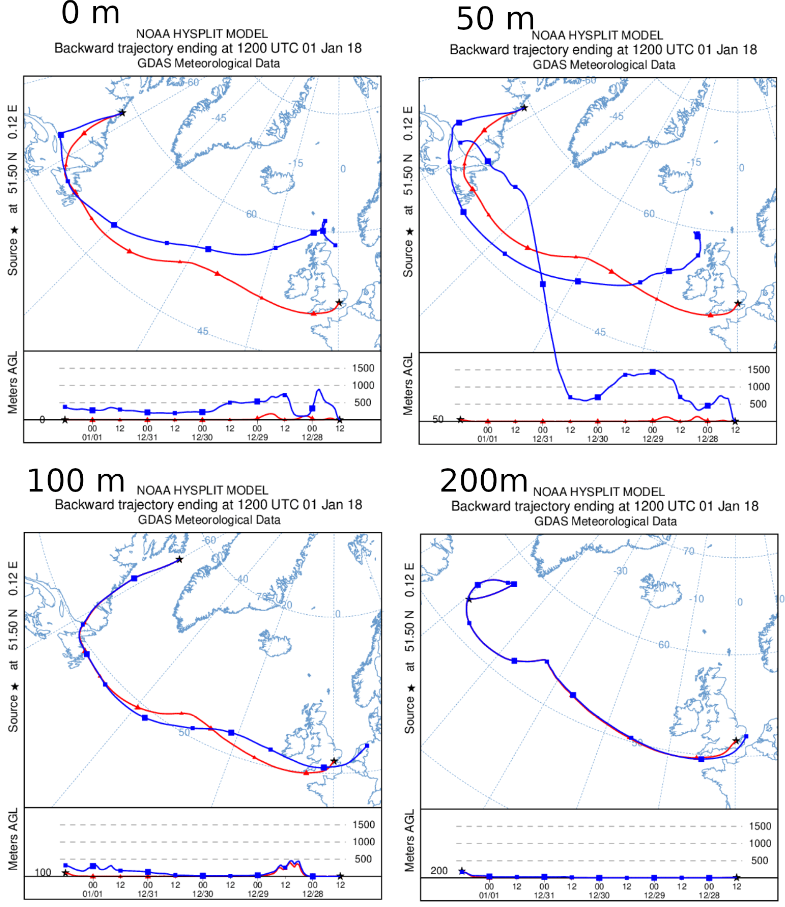 0 m
NOAA HYSPLIT MODEL
Backward trajectory ending at 1200 UTC 01 Jan 18
GDAS Meteorological Data
Source ★ at 51.50 N 0.12 E
-60
-45
-15
0
60
45
Meters AGL
1500
1000
500
0
00 12 00 12 00 12 00 12 00 12
01/01 12/31 12/30 12/29 12/28
50 m
NOAA HYSPLIT MODEL
Backward trajectory ending at 1200 UTC 01 Jan 18
GDAS Meteorological Data
Source ★ at 51.50 N 0.12 E
-60
-45
-15
0
60
45
Meters AGL
1500
1000
500
50
00 12 00 12 00 12 00 12 00 12
01/01 12/31 12/30 12/29 12/28
100 m
NOAA HYSPLIT MODEL
Backward trajectory ending at 1200 UTC 01 Jan 18
GDAS Meteorological Data
Source ★ at 51.50 N 0.12 E
-60
-20
0
50
Meters AGL
1500
1000
500
100
00 12 00 12 00 12 00 12 00 12
01/01 12/31 12/30 12/29 12/28
200m
NOAA HYSPLIT MODEL
Backward trajectory ending at 1200 UTC 01 Jan 18
GDAS Meteorological Data
Source ★ at 51.50 N 0.12 E
70
-30
-10
0
10
60
Meters AGL
1500
1000
500
200
00 12 00 12 00 12 00 12 00 12
01/01 12/31 12/30 12/29 12/28